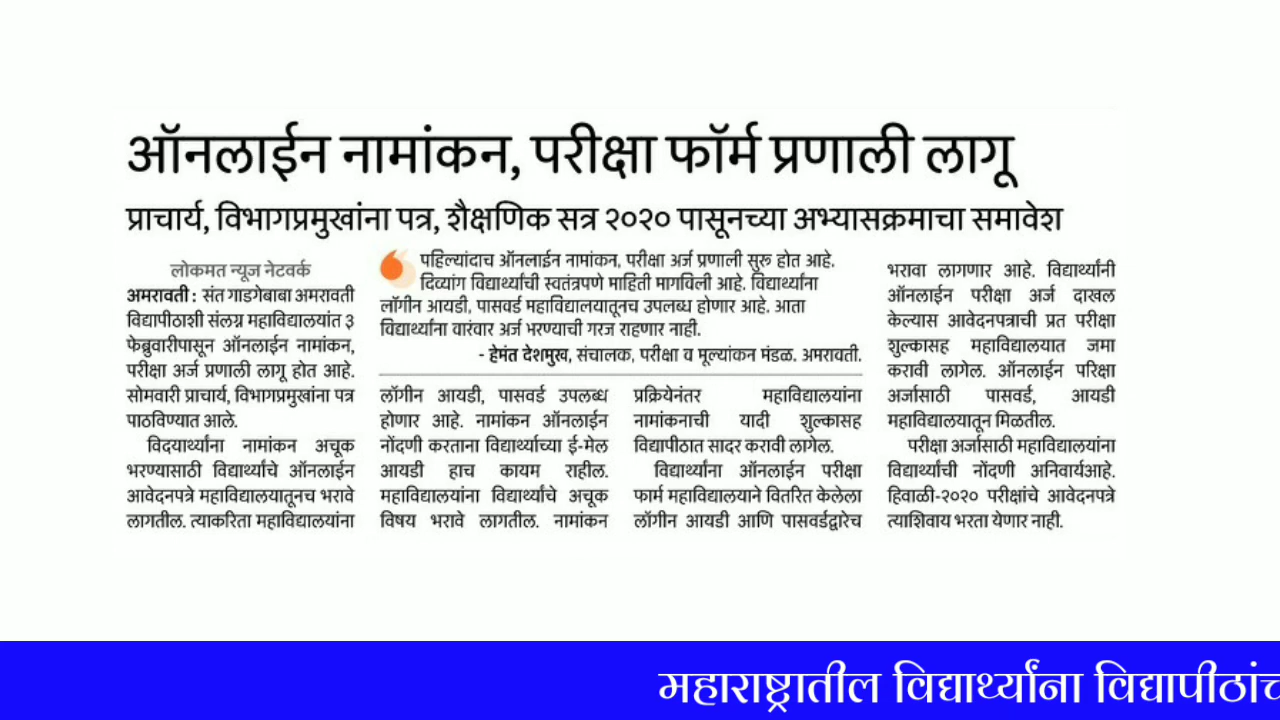 ऑनलाईन नामांकन, परीक्षा फॉर्म प्रणाली लागू
प्राचार्य, विभागप्रमुखांना पत्र, शैक्षणिक सत्र २०२० पासूनच्या अभ्यासक्रमाचा समावेश
लोकमत न्यूज नेटवर्क
अमरावती : संत गाडगेबाबा अमरावती
विद्यापीठाशी संलग्न महाविद्यालयांत ३
फेब्रुवारीपासून ऑनलाईन नामांकन,
परीक्षा अर्ज प्रणाली लागू होत आहे.
सोमवारी प्राचार्य, विभागप्रमुखांना पत्र
पाठविण्यात आले.
विदयार्थ्यांना नामांकन अचूक
भरण्यासाठी विद्यार्थ्यांचे ऑनलाईन
आवेदनपत्रे महाविद्यालयातूनच भरावे
लागतील. त्याकरिता महाविद्यालयांना
पहिल्यांदाच ऑनलाईन नामांकन, परीक्षा अर्ज प्रणाली सुरू होत आहे.
दिव्यांग विद्यार्थ्यांची स्वतंत्रपणे माहिती मागविली आहे. विद्यार्थ्यांना
लॉगीन आयडी, पासवर्ड महाविद्यालयातूनच उपलब्ध होणार आहे. आता
विद्यार्थ्यांना वारंवार अर्ज भरण्याची गरज राहणार नाही.
- हेमंत देशमुख, संचालक, परीक्षा व मूल्यांकन मंडळ. अमरावती.
लॉगीन आयडी, पासवर्ड उपलब्ध
होणार आहे. नामांकन ऑनलाईन
नोंदणी करताना विद्यार्थ्याच्या ई-मेल
आयडी हाच कायम राहील.
महाविद्यालयांना विद्यार्थ्यांचे अचूक
विषय भरावे लागतील. नामांकन
प्रक्रियेनंतर महाविद्यालयांना
नामांकनाची यादी शुल्कासह
विद्यापीठात सादर करावी लागेल.
विद्यार्थ्यांना ऑनलाईन परीक्षा
फार्म महाविद्यालयाने वितरित केलेला
लॉगीन आयडी आणि पासवर्डद्वारेच
भरावा लागणार आहे. विद्यार्थ्यांनी
ऑनलाईन परीक्षा अर्ज दाखल
केल्यास आवेदनपत्राची प्रत परीक्षा
शुल्कासह महाविद्यालयात जमा
करावी लागेल. ऑनलाईन परिक्षा
अर्जासाठी पासवर्ड, आयडी
महाविद्यालयातून मिळतील.
परीक्षा अर्जासाठी महाविद्यालयांना
विद्यार्थ्यांची नोंदणी अनिवार्यआहे.
हिवाळी-२०२० परीक्षांचे आवेदनपत्रे
त्याशिवाय भरता येणार नाही.
महाराष्ट्रातील विद्यार्थ्यांना विद्यापीठांच